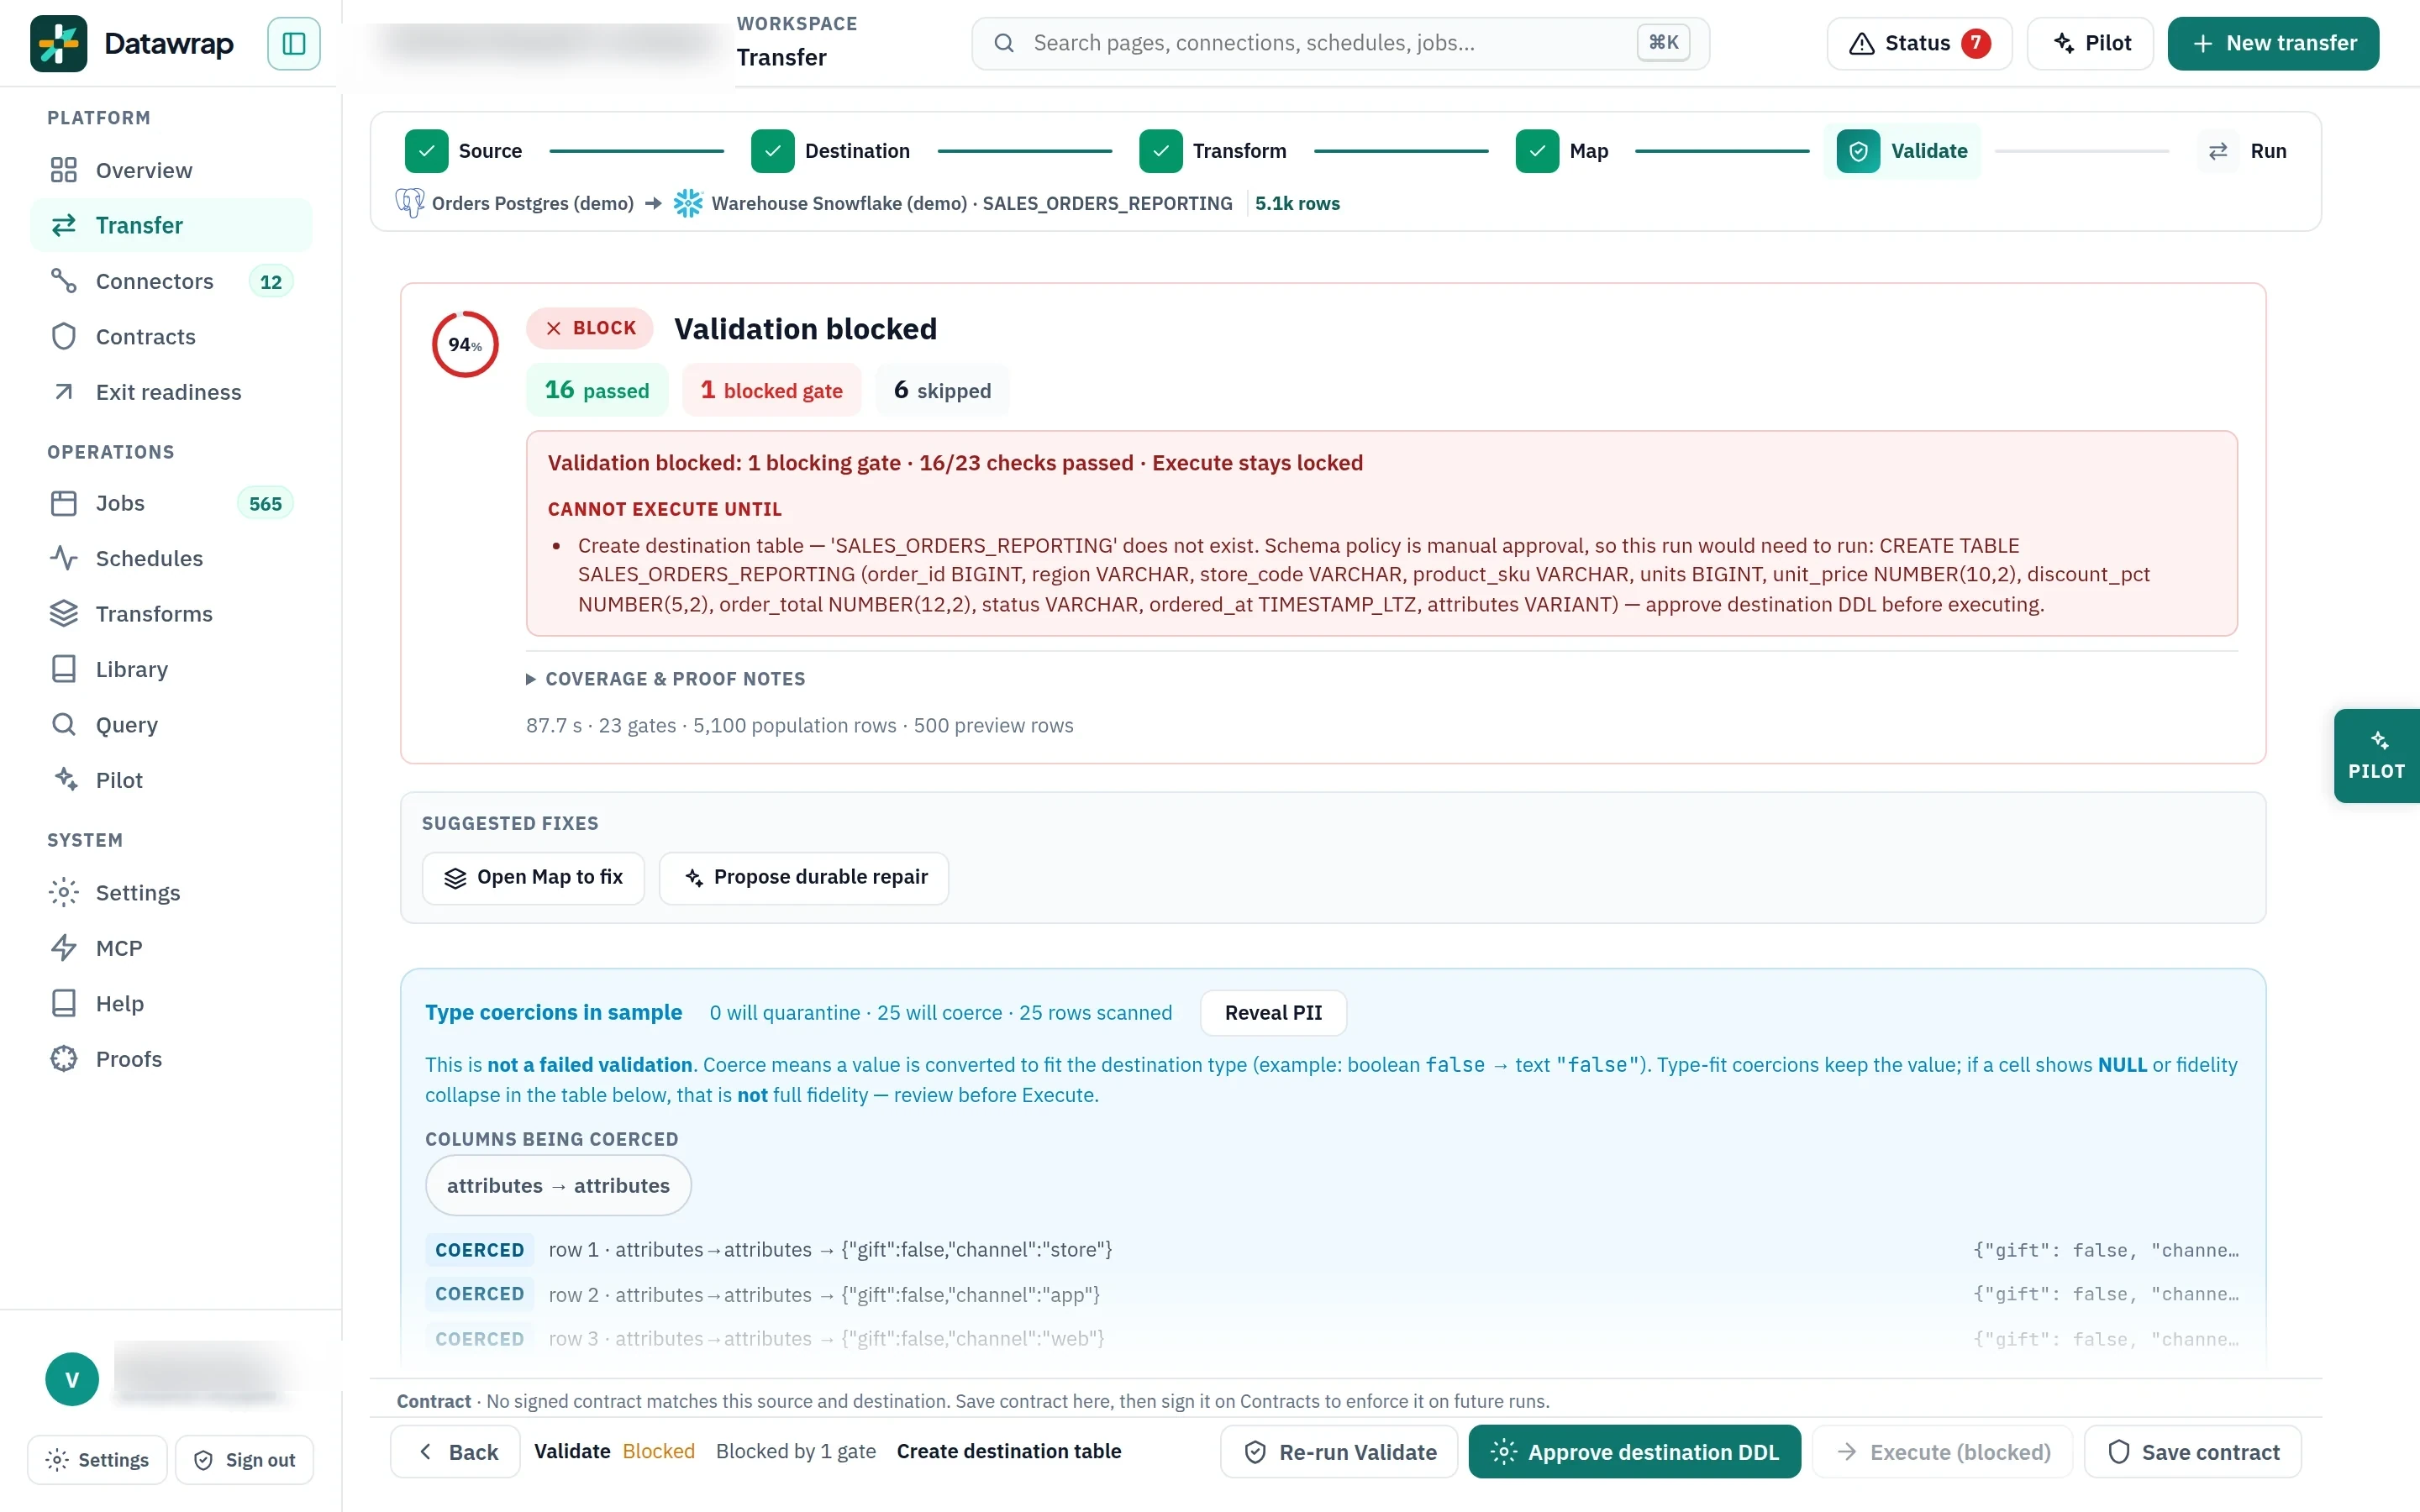 Datawrap
WORKSPACE
Transfer
Search pages, connections, schedules, jobs...
⌘K
Status 7
Pilot
New transfer
PLATFORM
Overview
Transfer
Connectors 12
Contracts
Exit readiness
OPERATIONS
Jobs 565
Schedules
Transforms
Library
Query
Pilot
SYSTEM
Settings
MCP
Help
Proofs
V
Settings
Sign out
Source
Destination
Transform
Map
Validate
Run
Orders Postgres (demo) → Warehouse Snowflake (demo) · SALES_ORDERS_REPORTING 5.1k rows
94%
BLOCK
Validation blocked
16 passed
1 blocked gate
6 skipped
Validation blocked: 1 blocking gate · 16/23 checks passed · Execute stays locked
CANNOT EXECUTE UNTIL
• Create destination table — 'SALES_ORDERS_REPORTING' does not exist. Schema policy is manual approval, so this run would need to run: CREATE TABLE
SALES_ORDERS_REPORTING (order_id BIGINT, region VARCHAR, store_code VARCHAR, product_sku VARCHAR, units BIGINT, unit_price NUMBER(10,2), discount_pct
NUMBER(5,2), order_total NUMBER(12,2), status VARCHAR, ordered_at TIMESTAMP_LTZ, attributes VARIANT) — approve destination DDL before executing.
COVERAGE & PROOF NOTES
87.7 s · 23 gates · 5,100 population rows · 500 preview rows
PILOT
SUGGESTED FIXES
Open Map to fix
Propose durable repair
Type coercions in sample
0 will quarantine · 25 will coerce · 25 rows scanned
Reveal PII
This is not a failed validation. Coerce means a value is converted to fit the destination type (example: boolean false → text "false"). Type-fit coercions keep the value; if a cell shows NULL or fidelity
collapse in the table below, that is not full fidelity — review before Execute.
COLUMNS BEING COERCED
attributes → attributes
COERCED row 1 · attributes→attributes → {"gift":false,"channel":"store"} {"gift": false, "channe…
COERCED row 2 · attributes→attributes → {"gift":false,"channel":"app"} {"gift": false, "channe…
COERCED row 3 · attributes→attributes → {"gift":false,"channel":"web"} {"gift": false, "channe…
Contract · No signed contract matches this source and destination. Save contract here, then sign it on Contracts to enforce it on future runs.
Back
Validate Blocked Blocked by 1 gate Create destination table
Re-run Validate
Approve destination DDL
Execute (blocked)
Save contract